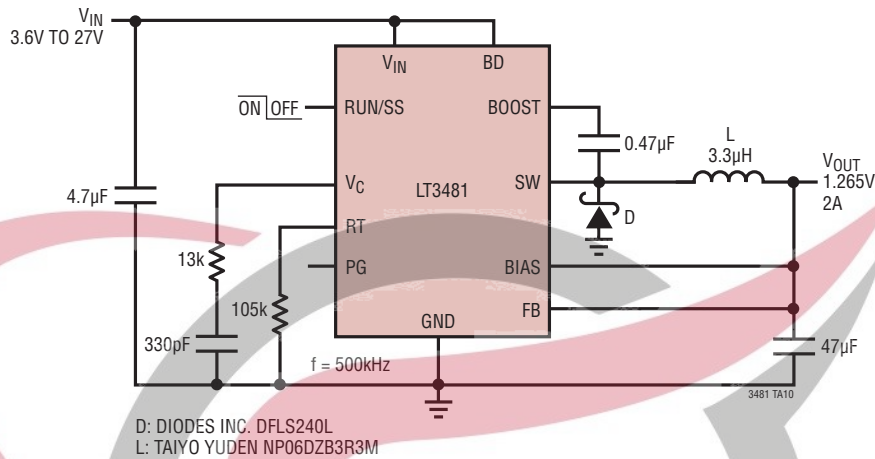 VIN
3.6V TO 27V
VIN
BD
ON OFF
RUN/SS
BOOST
0.47µF
L
3.3µH
VOUT
1.265V
2A
4.7µF
VC
LT3481
SW
D
RT
13k
PG
BIAS
105k
FB
GND
330pF
47µF
f = 500kHz
3481 TA10
D: DIODES INC. DFLS240L
L: TAIYO YUDEN NP06DZB3R3M